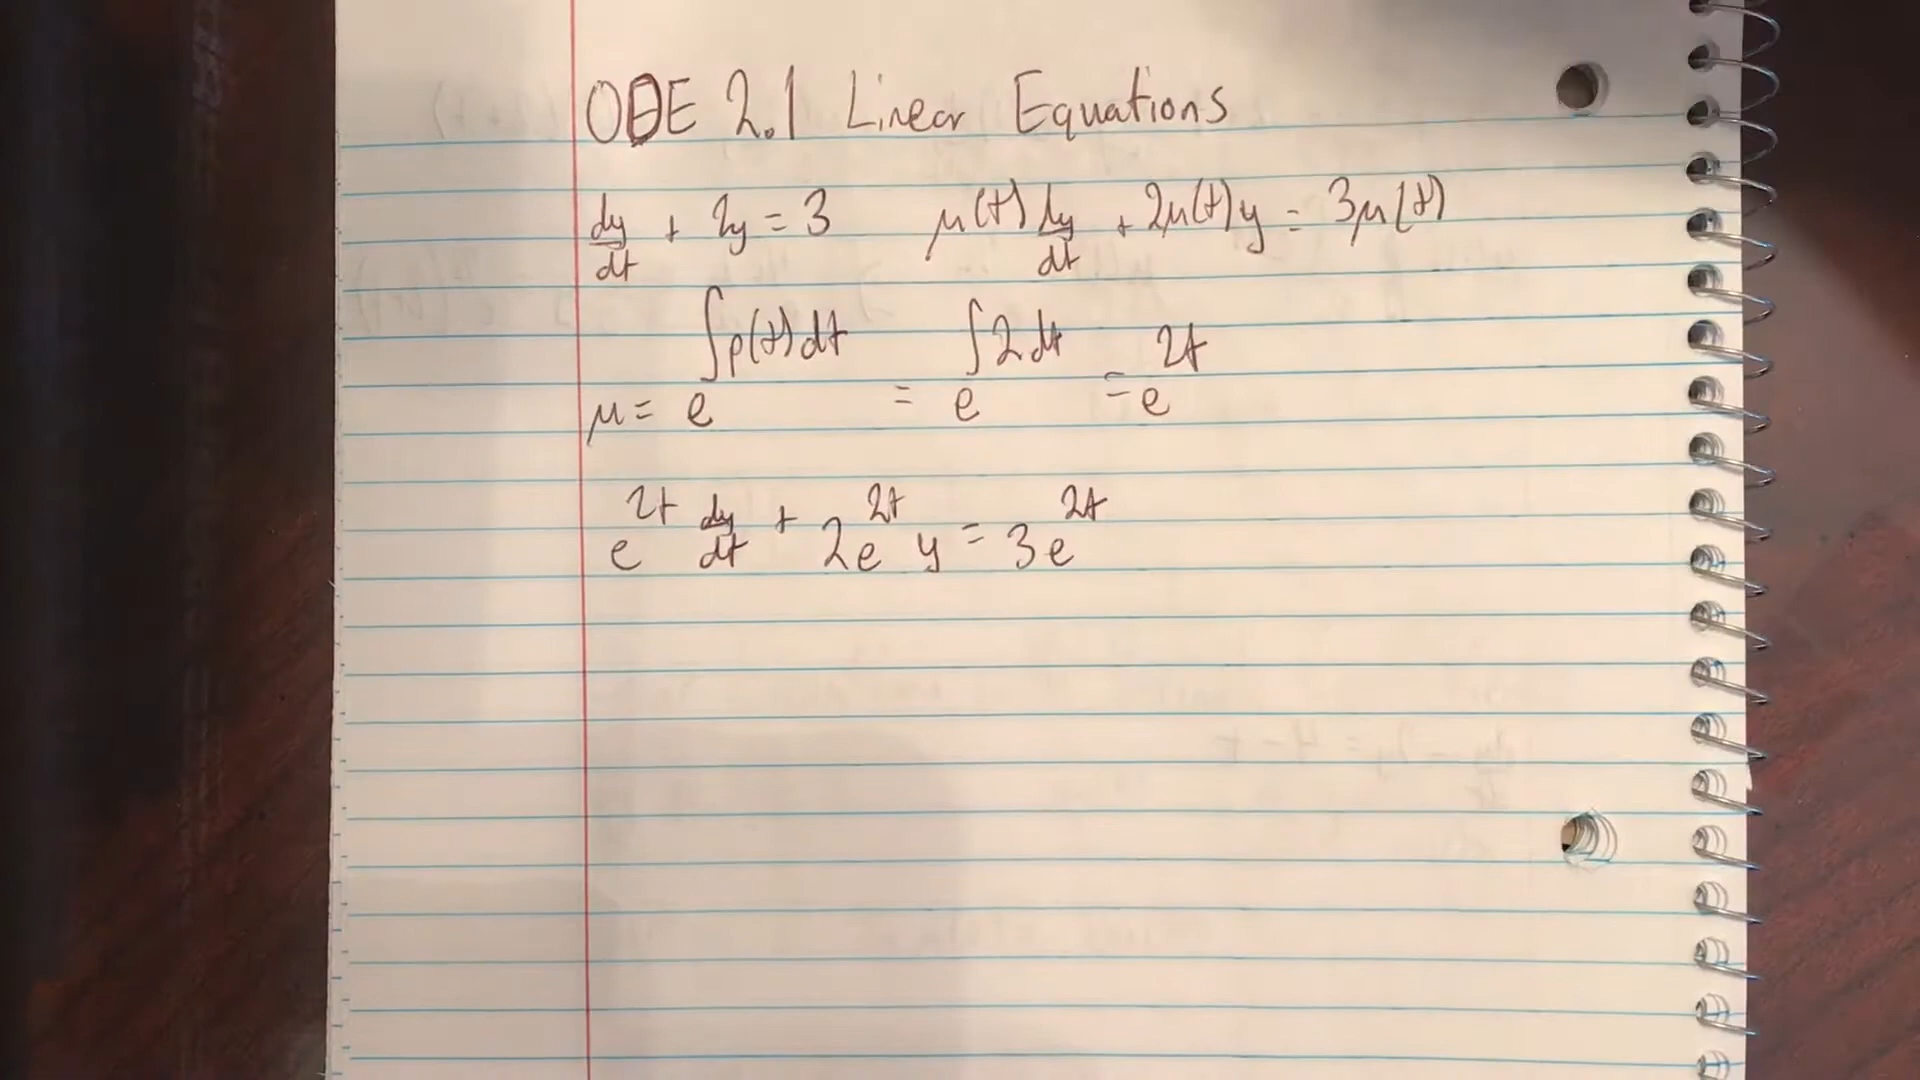 ODE 2.1 Linear Equations
dy/dt + 2y = 3 μ(t) dy/dt + 2μ(t)y = 3μ(t)
μ = e^∫p(t)dt = e^∫2dt = e^2t
e^2t dy/dt + 2e^2t y = 3e^2t